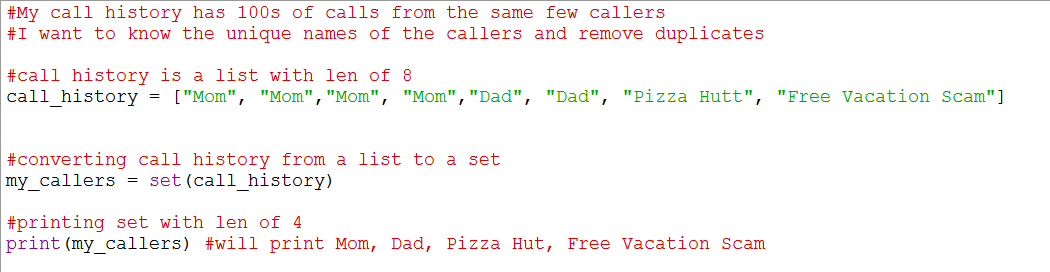 #My call history has 100s of calls from the same few callers
#I want to know the unique names of the callers and remove duplicates
#call history is a list with len of 8
call_history = ["Mom", "Mom","Mom", "Mom","Dad", "Dad", "Pizza Hutt", "Free Vacation Scam"]
#converting call history from a list to a set
my_callers = set(call_history)
#printing set with len of 4
print(my_callers) #will print Mom, Dad, Pizza Hut, Free Vacation Scam